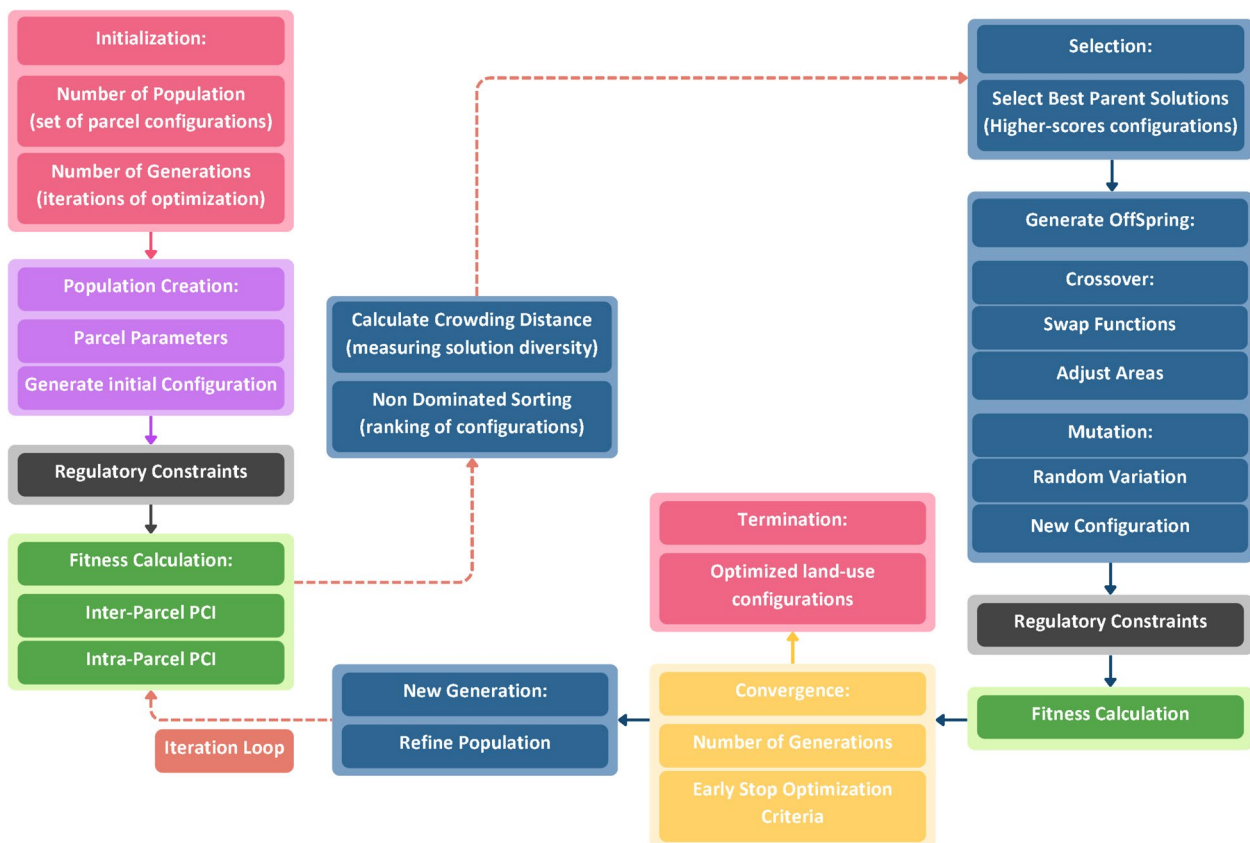 Initialization:
Number of Population
(set of parcel configurations)
Number of Generations
(iterations of optimization)
Population Creation:
Parcel Parameters
Generate initial Configuration
Regulatory Constraints
Fitness Calculation:
Inter-Parcel PCI
Intra-Parcel PCI
Iteration Loop
Calculate Crowding Distance
(measuring solution diversity)
Non Dominated Sorting
(ranking of configurations)
New Generation:
Refine Population
Termination:
Optimized land-use
configurations
Convergence:
Number of Generations
Early Stop Optimization
Criteria
Selection:
Select Best Parent Solutions
(Higher-scores configurations)
Generate OffSpring:
Crossover:
Swap Functions
Adjust Areas
Mutation:
Random Variation
New Configuration
Regulatory Constraints
Fitness Calculation